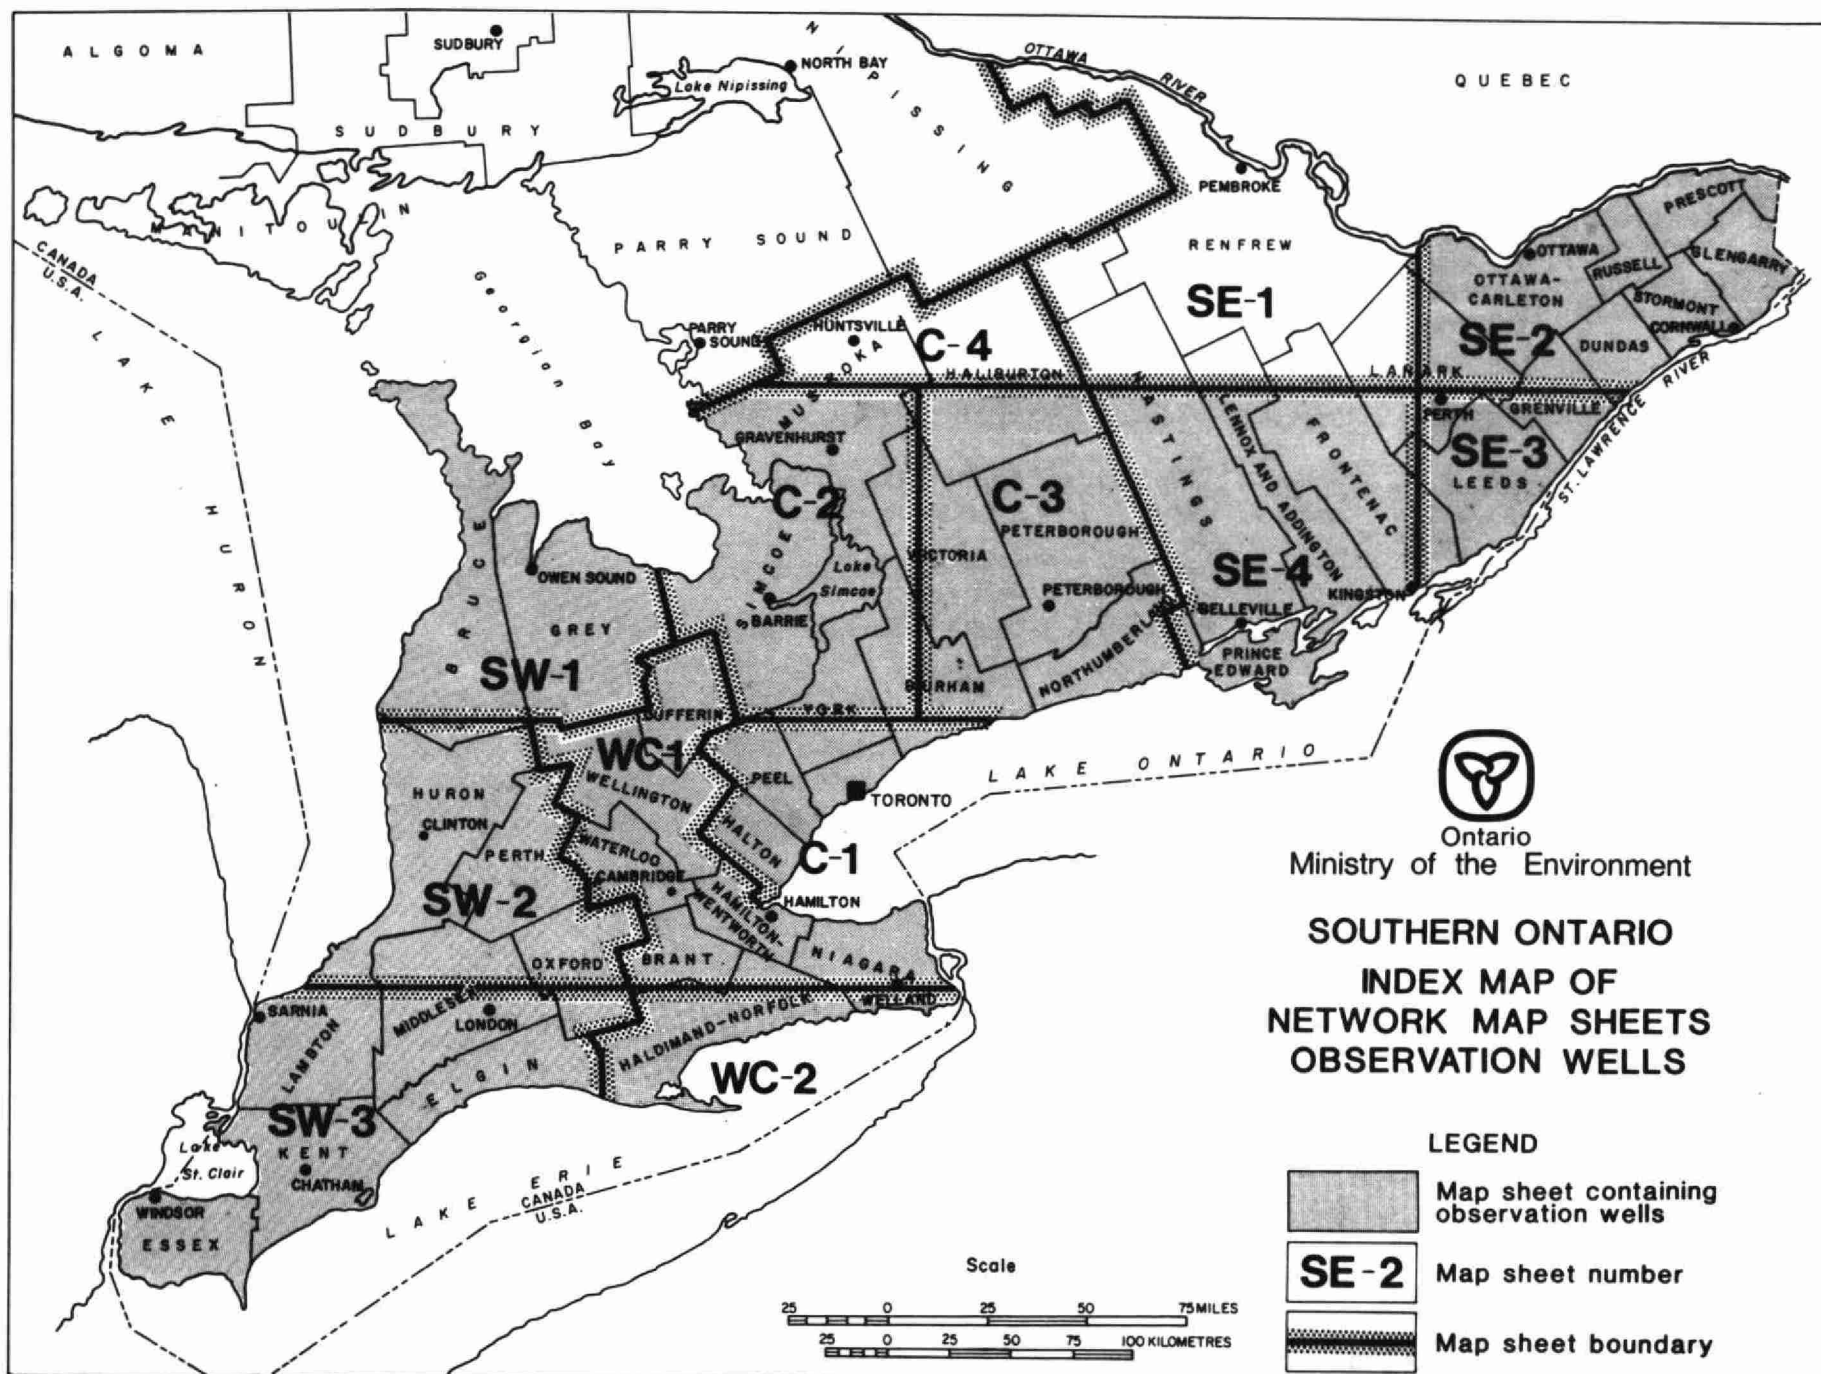 ALGOMA
SUDBURY
NORTH BAY
Lake Nipissing
NIPISSING
OTTAWA
RIVER
QUEBEC
SUDBURY
MANITOULIN
PARRY SOUND
PEMBROKE
RENFREW
PRESCOTT
OTTAWA
RUSSELL
GLENGARRY
OTTAWA-
CARLETON
STORMONT
CORNWALL
DUNDAS
SE-2
CANADA
U.S.A.
LAKE HURON
Georgian Bay
PARRY
SOUND
HUNTSVILLE
MUSKOKA
C-4
HALIBURTON
SE-1
LANARK
PERTH
GRENVILLE
SE-3
LEEDS
ST. LAWRENCE
RIVER
GRAVENHURST
C-2
C-3
PETERBOROUGH
VICTORIA
HASTINGS
LENNOX AND ADDINGTON
FRONTENAC
BRUCE
OWEN SOUND
GREY
SW-1
SIMCOE
Lake
Simcoe
BARRIE
PETERBOROUGH
SE-4
BELLEVILLE
KINGSTON
PRINCE
EDWARD
NORTHUMBERLAND
DURHAM
YORK
DUFFERIN
WC-1
WELLINGTON
PEEL
TORONTO
LAKE ONTARIO
HURON
CLINTON
PERTH
WATERLOO
CAMBRIDGE
HALTON
C-1
SW-2
HAMILTON-
WENTWORTH
HAMILTON
OXFORD
BRANT
NIAGARA
WELLAND
SARNIA
LAMBTON
MIDDLESEX
LONDON
ELGIN
HALDIMAND-NORFOLK
WC-2
SW-3
KENT
CHATHAM
Lake
St. Clair
WINDSOR
ESSEX
LAKE ERIE
CANADA
U.S.A.
Ontario
Ministry of the Environment
SOUTHERN ONTARIO
INDEX MAP OF
NETWORK MAP SHEETS
OBSERVATION WELLS
LEGEND
Map sheet containing
observation wells
SE-2 Map sheet number
Map sheet boundary
Scale
25 0 25 50 75 MILES
25 0 25 50 75 100 KILOMETRES